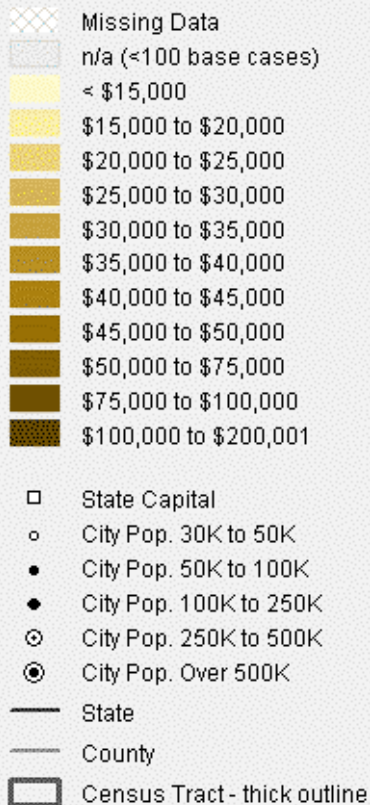 Missing Data
n/a (<100 base cases)
< $15,000
$15,000 to $20,000
$20,000 to $25,000
$25,000 to $30,000
$30,000 to $35,000
$35,000 to $40,000
$40,000 to $45,000
$45,000 to $50,000
$50,000 to $75,000
$75,000 to $100,000
$100,000 to $200,001
State Capital
City Pop. 30K to 50K
City Pop. 50K to 100K
City Pop. 100K to 250K
City Pop. 250K to 500K
City Pop. Over 500K
State
County
Census Tract - thick outline